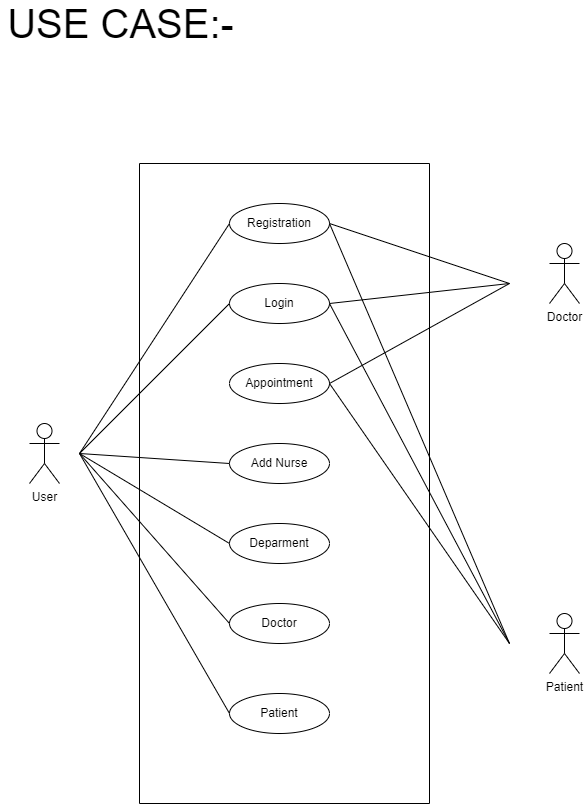 USE CASE:-
Registration
Login
Doctor
Appointment
Add Nurse
User
Deparment
Doctor
Patient
Patient